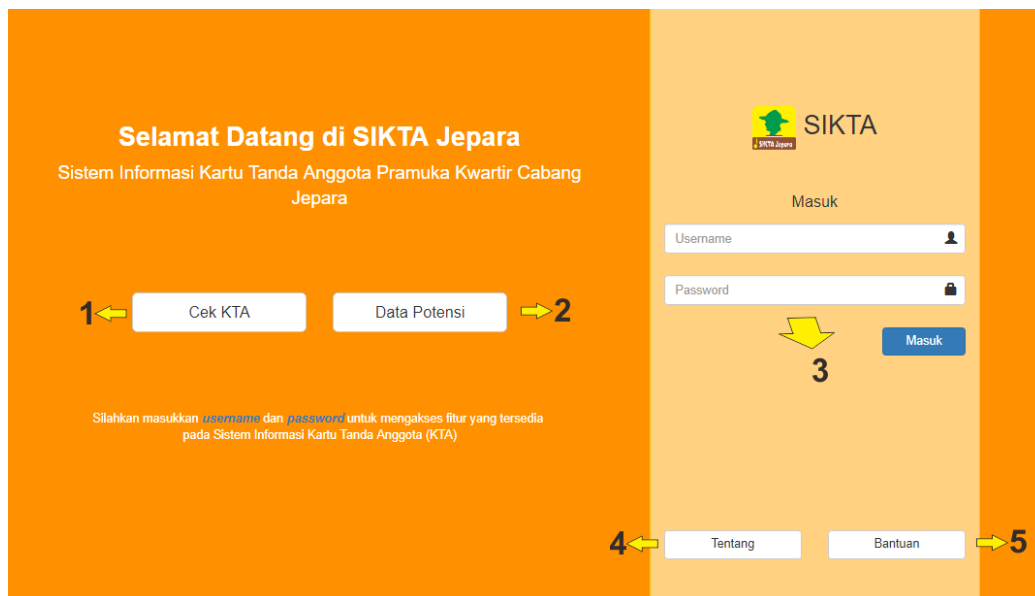 Selamat Datang di SIKTA Jepara
Sistem Informasi Kartu Tanda Anggota Pramuka Kwartir Cabang
Jepara
1
Cek KTA
Data Potensi
2
Silahkan masukkan username dan password untuk mengakses fitur yang tersedia
pada Sistem Informasi Kartu Tanda Anggota (KTA)
SIKTA Jepara
SIKTA
Masuk
Username
Password
Masuk
3
4
Tentang
Bantuan
5